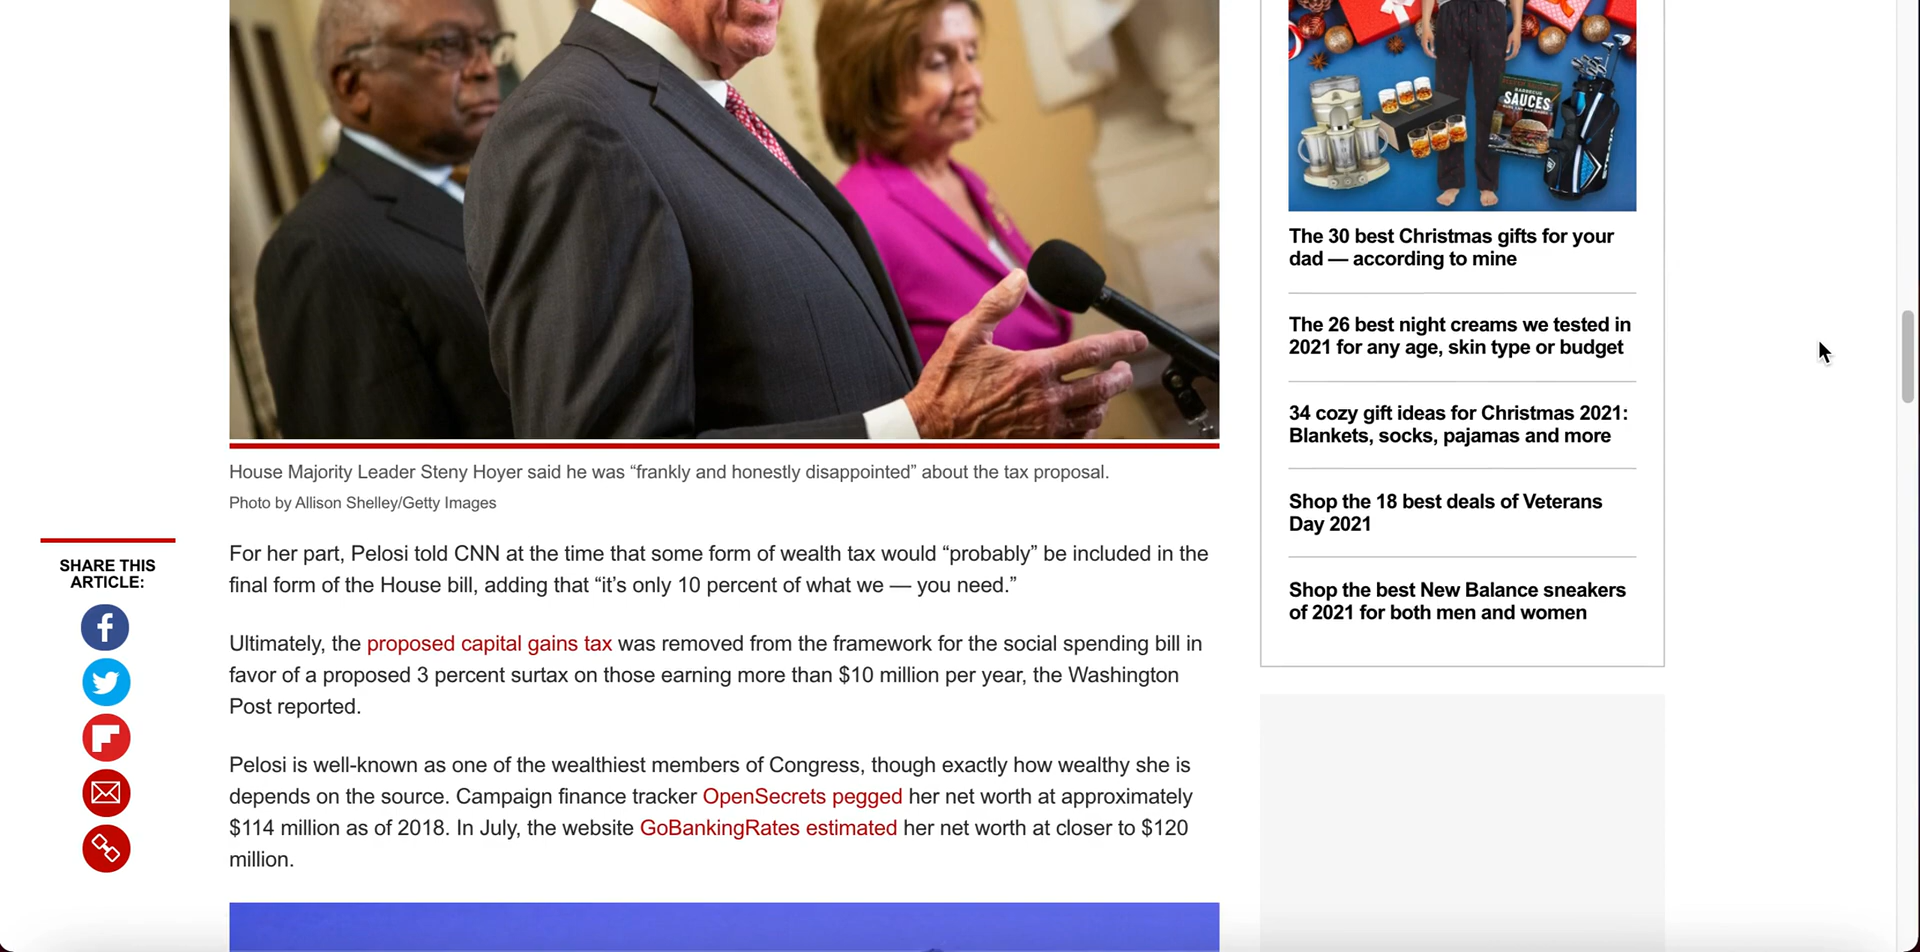 BARBECUE
SAUCES
The 30 best Christmas gifts for your
dad — according to mine
The 26 best night creams we tested in
2021 for any age, skin type or budget
34 cozy gift ideas for Christmas 2021:
Blankets, socks, pajamas and more
Shop the 18 best deals of Veterans
Day 2021
Shop the best New Balance sneakers
of 2021 for both men and women
House Majority Leader Steny Hoyer said he was “frankly and honestly disappointed” about the tax proposal.
Photo by Allison Shelley/Getty Images
SHARE THIS
ARTICLE:
For her part, Pelosi told CNN at the time that some form of wealth tax would “probably” be included in the
final form of the House bill, adding that “it’s only 10 percent of what we — you need.”
Ultimately, the proposed capital gains tax was removed from the framework for the social spending bill in
favor of a proposed 3 percent surtax on those earning more than $10 million per year, the Washington
Post reported.
Pelosi is well-known as one of the wealthiest members of Congress, though exactly how wealthy she is
depends on the source. Campaign finance tracker OpenSecrets pegged her net worth at approximately
$114 million as of 2018. In July, the website GoBankingRates estimated her net worth at closer to $120
million.